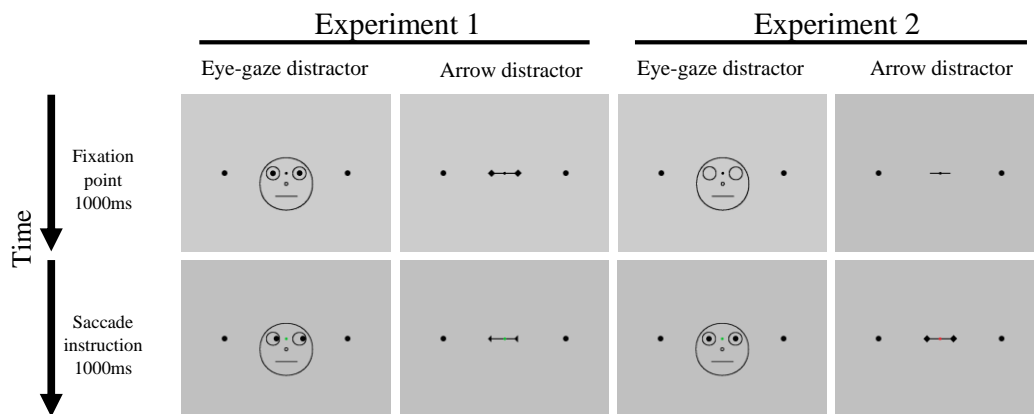 Experiment 1
Experiment 2
Eye-gaze distractor
Arrow distractor
Eye-gaze distractor
Arrow distractor
Time
Fixation
point
1000ms
Saccade
instruction
1000ms